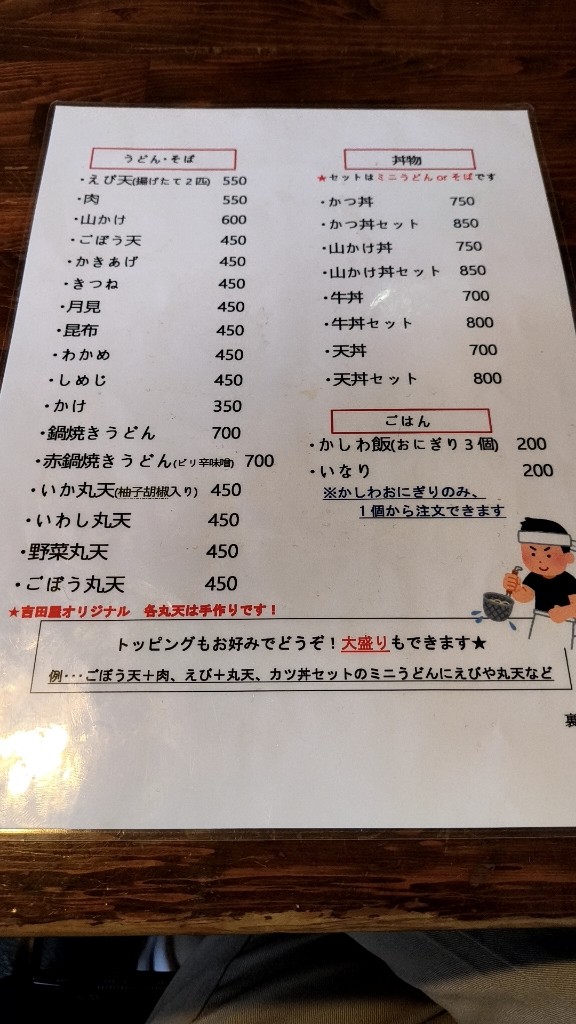 うどん・そば
・えび天(揚げたて２匹) 550
・肉 550
・山かけ 600
・ごぼう天 450
・かきあげ 450
・きつね 450
・月見 450
・昆布 450
・わかめ 450
・しめじ 450
・かけ 350
・鍋焼きうどん 700
・赤鍋焼きうどん(ピリ辛味噌) 700
・いか丸天(柚子胡椒入り) 450
・いわし丸天 450
・野菜丸天 450
・ごぼう丸天 450
★吉田屋オリジナル 各丸天は手作りです！
丼物
★セットはミニうどん or そばです
・かつ丼 750
・かつ丼セット 850
・山かけ丼 750
・山かけ丼セット 850
・牛丼 700
・牛丼セット 800
・天丼 700
・天丼セット 800
ごはん
・かしわ飯(おにぎり３個) 200
・いなり 200
※かしわおにぎりのみ、
１個から注文できます
トッピングもお好みでどうぞ！大盛りもできます★
例･･･ごぼう天＋肉、えび＋丸天、カツ丼セットのミニうどんにえびや丸天など
裏